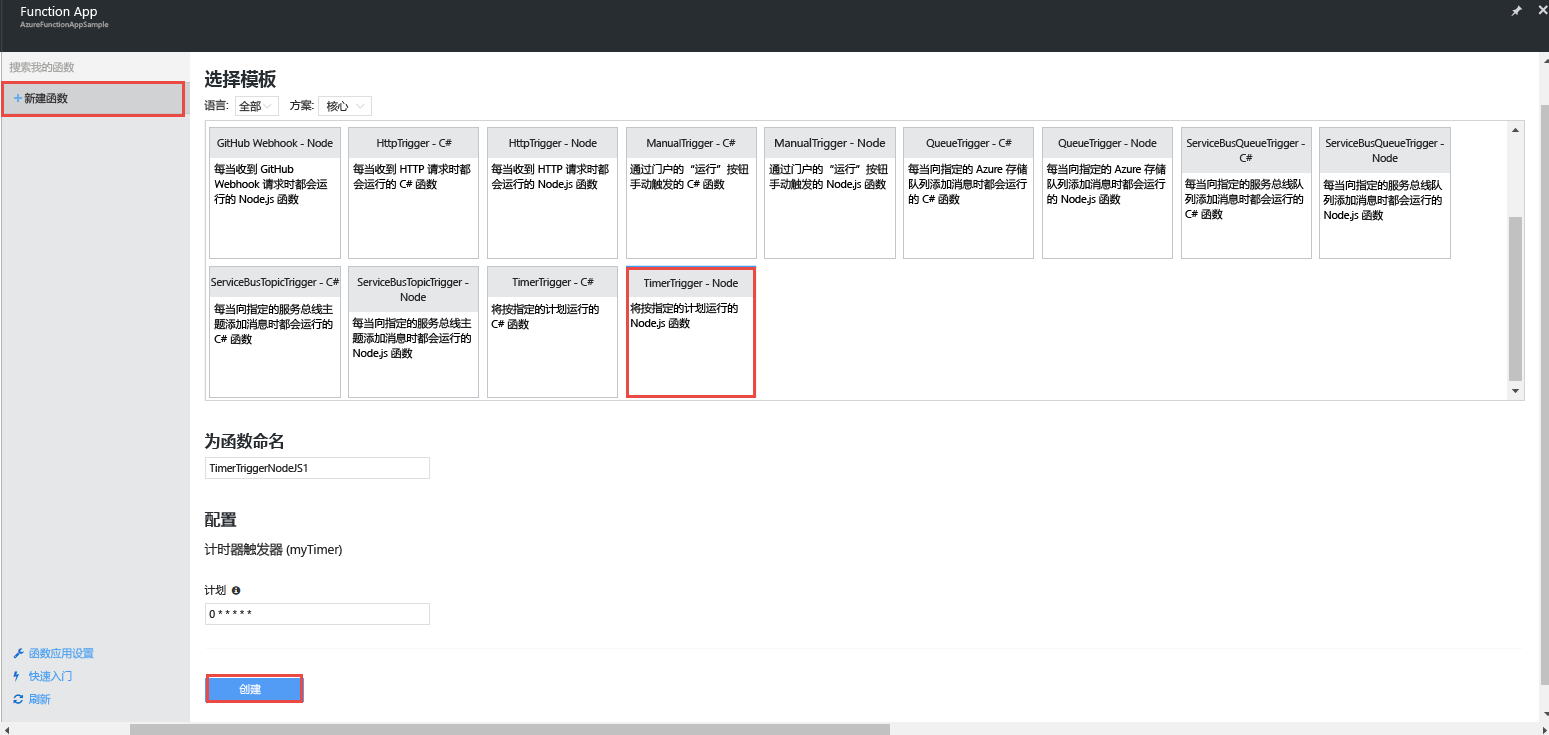 Function App
AzureFunctionAppSample
搜索我的函数
+ 新建函数
选择模板
语言: 全部 方案: 核心
GitHub Webhook - Node
每当收到 GitHub
Webhook 请求时都会运
行的 Node.js 函数
HttpTrigger - C#
每当收到 HTTP 请求时都
会运行的 C# 函数
HttpTrigger - Node
每当收到 HTTP 请求时都
会运行的 Node.js 函数
ManualTrigger - C#
通过门户的“运行”按钮
手动触发的 C# 函数
ManualTrigger - Node
通过门户的“运行”按钮
手动触发的 Node.js 函数
QueueTrigger - C#
每当向指定的 Azure 存储
队列添加消息时都会运行
的 C# 函数
QueueTrigger - Node
每当向指定的 Azure 存储
队列添加消息时都会运行
的 Node.js 函数
ServiceBusQueueTrigger -
C#
每当向指定的服务总线队
列添加消息时都会运行的
C# 函数
ServiceBusQueueTrigger -
Node
每当向指定的服务总线队
列添加消息时都会运行的
Node.js 函数
ServiceBusTopicTrigger - C#
每当向指定的服务总线主
题添加消息时都会运行的
C# 函数
ServiceBusTopicTrigger -
Node
每当向指定的服务总线主
题添加消息时都会运行的
Node.js 函数
TimerTrigger - C#
将按指定的计划运行的
C# 函数
TimerTrigger - Node
将按指定的计划运行的
Node.js 函数
为函数命名
TimerTriggerNodeJS1
配置
计时器触发器 (myTimer)
计划
0 * * * * *
函数应用设置
快速入门
刷新
创建